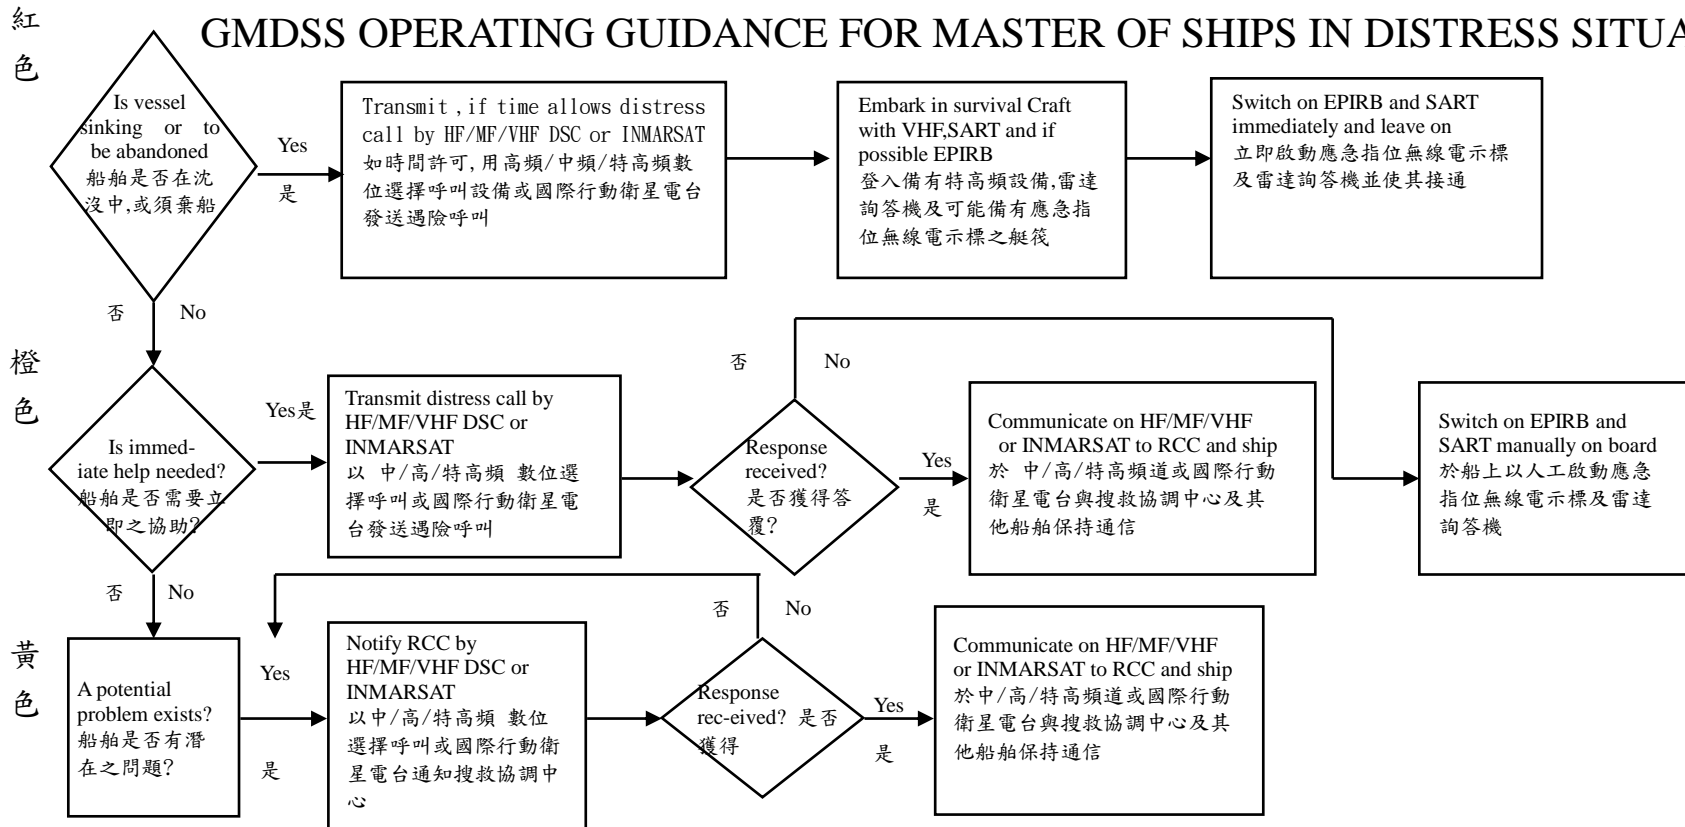 紅
色
GMDSS OPERATING GUIDANCE FOR MASTER OF SHIPS IN DISTRESS SITUA
Is vessel
sinking or to
be abandoned
船舶是否在沈
沒中,或須棄船
Yes
是
Transmit , if time allows distress
call by HF/MF/VHF DSC or INMARSAT
如時間許可, 用高頻/中頻/特高頻數
位選擇呼叫設備或國際行動衛星電台
發送遇險呼叫
Embark in survival Craft
with VHF,SART and if
possible EPIRB
登入備有特高頻設備,雷達
詢答機及可能備有應急指
位無線電示標之艇筏
Switch on EPIRB and SART
immediately and leave on
立即啟動應急指位無線電示標
及雷達詢答機並使其接通
否 No
橙
色
Is immed-
iate help needed?
船舶是否需要立
即之協助?
Yes是
Transmit distress call by
HF/MF/VHF DSC or
INMARSAT
以 中/高/特高頻 數位選
擇呼叫或國際行動衛星電
台發送遇險呼叫
否 No
Response
received?
是否獲得答
覆?
Yes
是
Communicate on HF/MF/VHF
or INMARSAT to RCC and ship
於 中/高/特高頻道或國際行動
衛星電台與搜救協調中心及其
他船舶保持通信
Switch on EPIRB and
SART manually on board
於船上以人工啟動應急
指位無線電示標及雷達
詢答機
否 No
黃
色
A potential
problem exists?
船舶是否有潛
在之問題?
Yes
是
Notify RCC by
HF/MF/VHF DSC or
INMARSAT
以中/高/特高頻 數位
選擇呼叫或國際行動衛
星電台通知搜救協調中
心
否 No
Response
rec-eived? 是否
獲得
Yes
是
Communicate on HF/MF/VHF
or INMARSAT to RCC and ship
於中/高/特高頻道或國際行動
衛星電台與搜救協調中心及其
他船舶保持通信